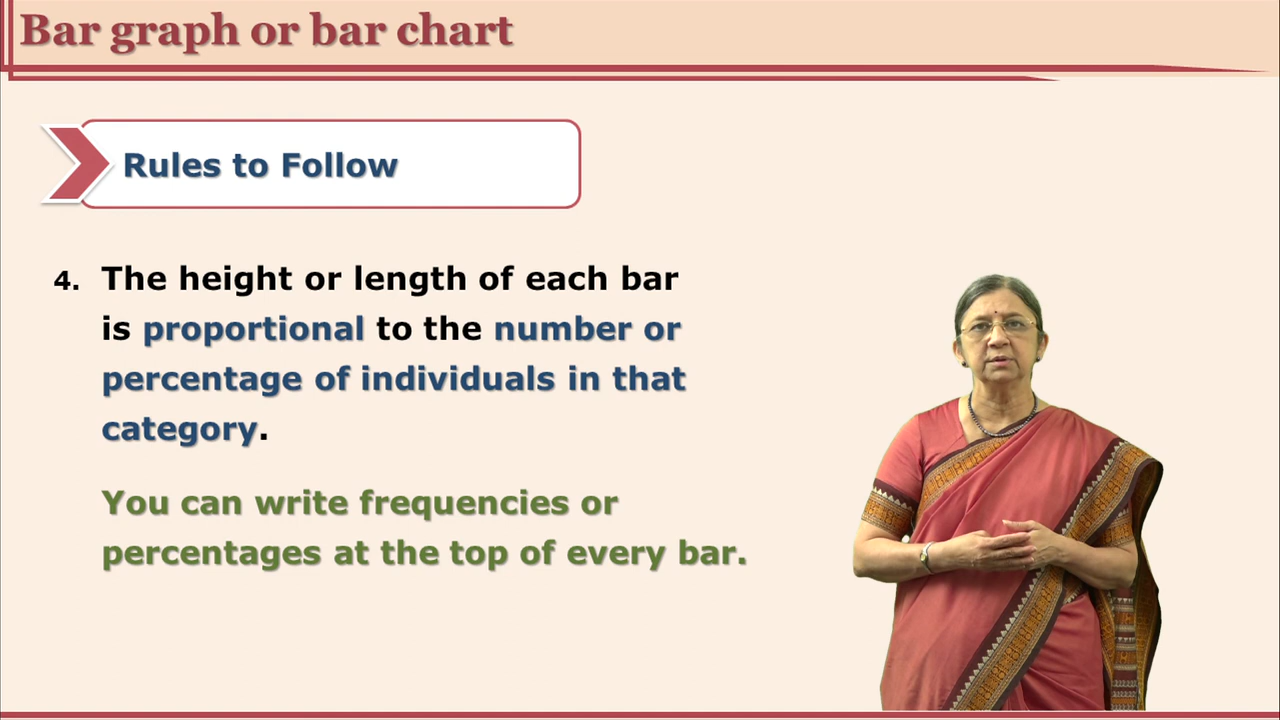 Bar graph or bar chart
Rules to Follow
4. The height or length of each bar
is proportional to the number or
percentage of individuals in that
category.
You can write frequencies or
percentages at the top of every bar.